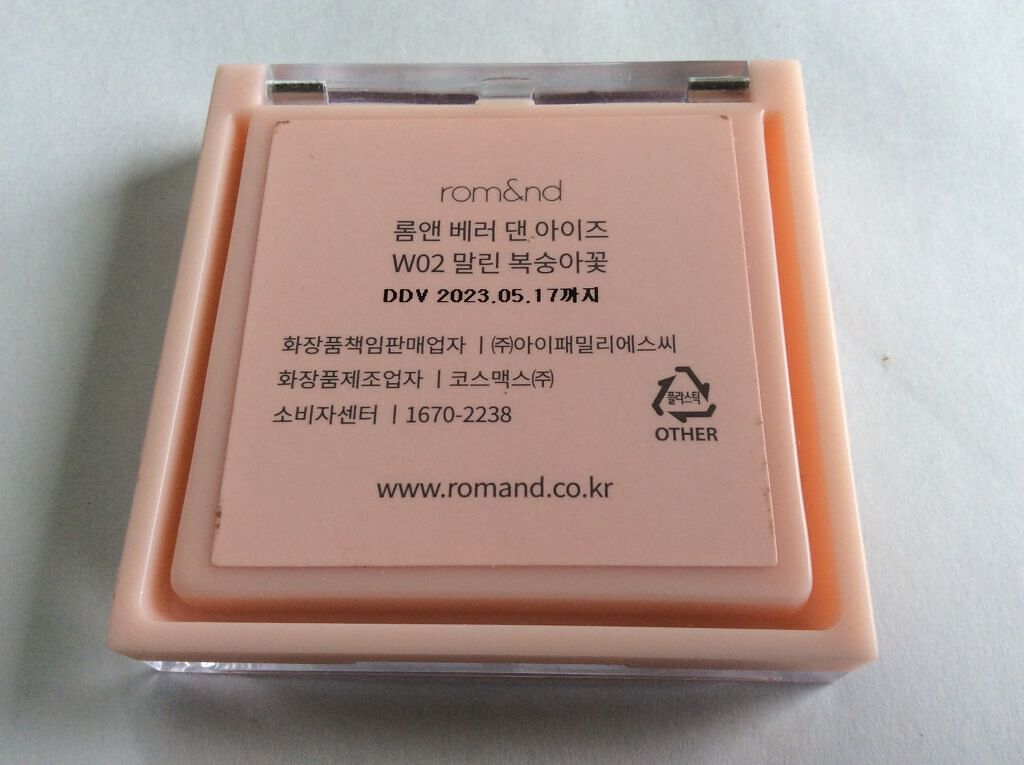 rom&nd
롬앤 베러 댄 아이즈
W02 말린 복숭아꽃
DDV 2023.05.17까지
화장품책임판매업자 ㅣ㈜아이패밀리에스씨
화장품제조업자 ㅣ코스맥스㈜
소비자센터 ㅣ1670-2238
플라스틱
OTHER
www.romand.co.kr